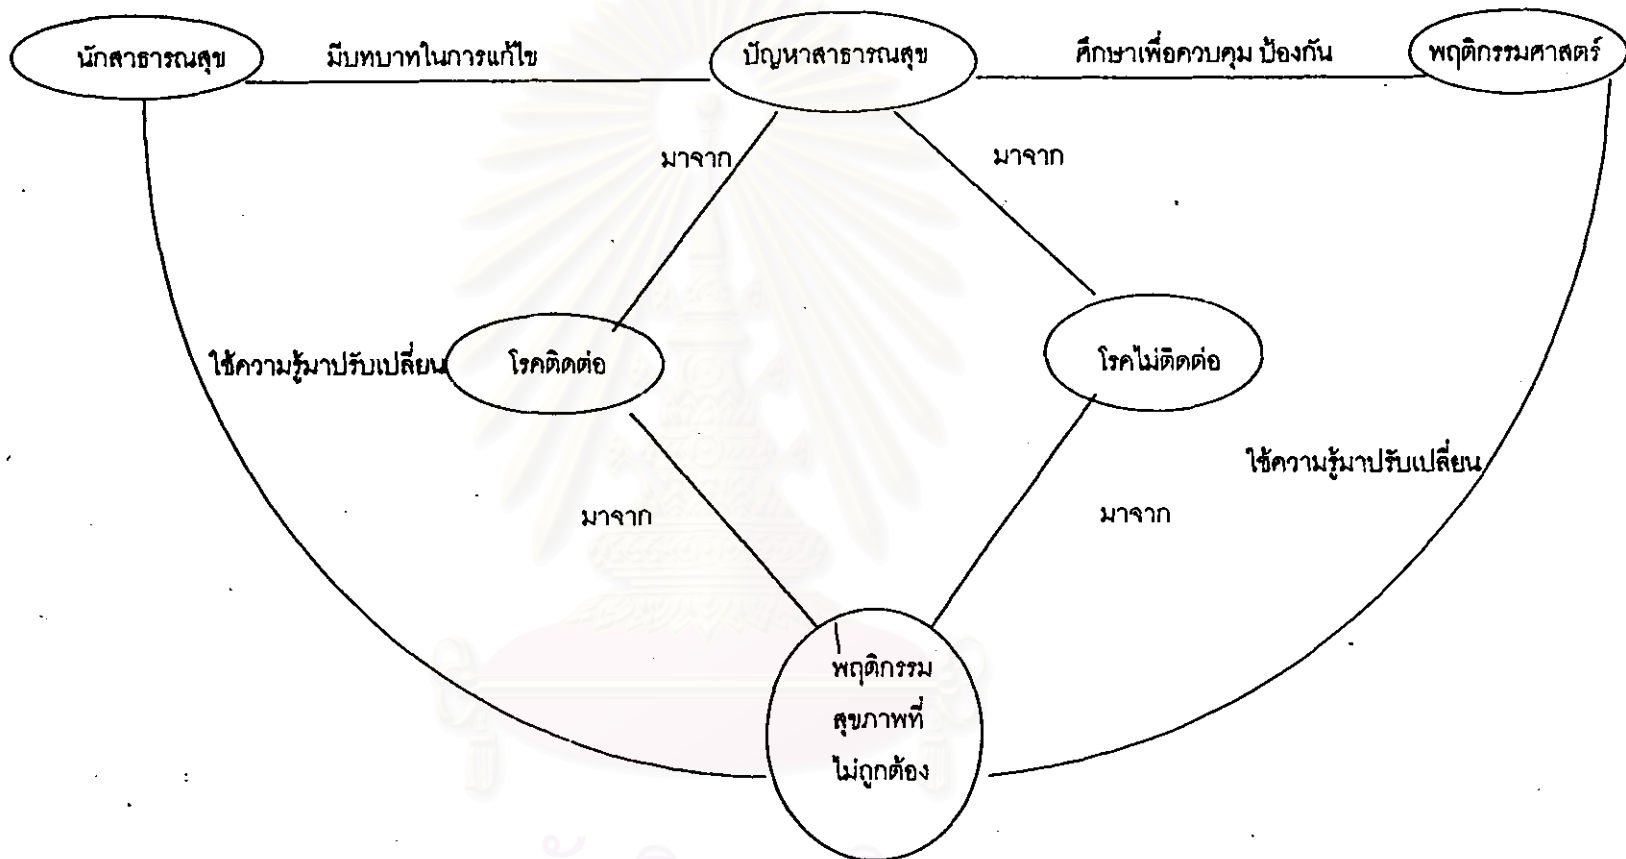 นักสาธารณสุข
มีบทบาทในการแก้ไข
ปัญหาสาธารณสุข
ศึกษาเพื่อควบคุม ป้องกัน
พฤติกรรมศาสตร์
มาจาก
มาจาก
ใช้ความรู้มาปรับเปลี่ยน
โรคติดต่อ
โรคไม่ติดต่อ
ใช้ความรู้มาปรับเปลี่ยน
มาจาก
มาจาก
พฤติกรรม
สุขภาพที่
ไม่ถูกต้อง